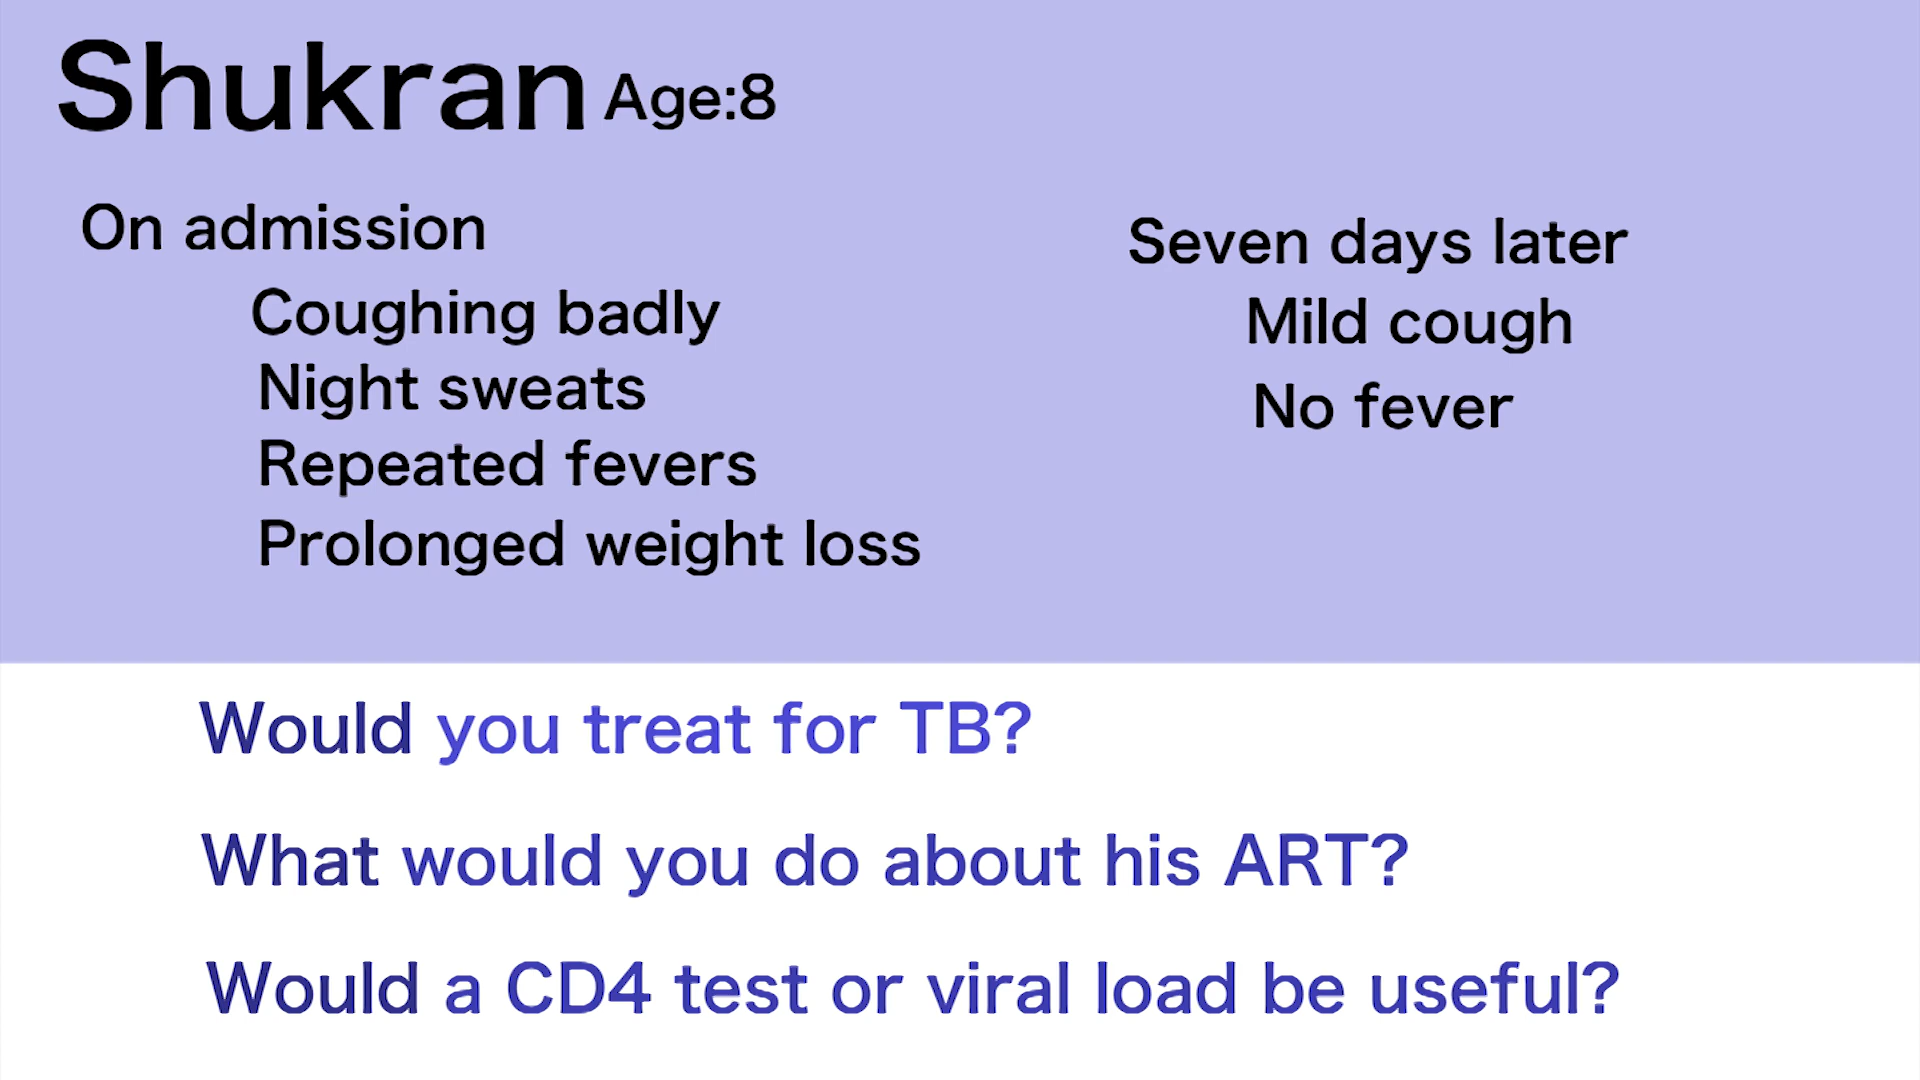 Shukran Age:8
On admission
Coughing badly
Night sweats
Repeated fevers
Prolonged weight loss
Seven days later
Mild cough
No fever
Would you treat for TB?
What would you do about his ART?
Would a CD4 test or viral load be useful?